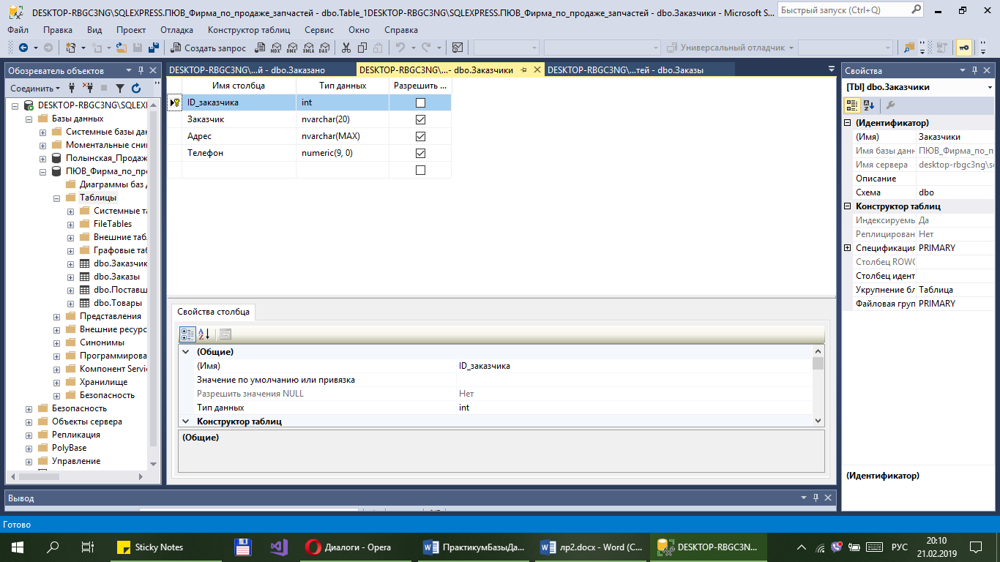 DESKTOP-RBGC3NG\SQLEXPRESS.ПЮВ_Фирма_по_продаже_запчастей - dbo.Table_1DESKTOP-RBGC3NG\SQLEXPRESS.ПЮВ_Фирма_по_продаже_запчастей - dbo.Заказчики - Microsoft S...
Быстрый запуск (Ctrl+Q)
Файл Правка Вид Проект Отладка Конструктор таблиц Сервис Окно Справка
Создать запрос MDX DMX XMLA DAX Универсальный отладчик
Обозреватель объектов
Соединить
DESKTOP-RBGC3NG\SQLEXI
Базы данных
Системные базы дан
Моментальные сни
Полынская_Продаж
ПЮВ_Фирма_по_про
Диаграммы баз д
Таблицы
Системные та
FileTables
Внешние таб.
Графовые таб
dbo.Заказчик
dbo.Заказы
dbo.Поставщ
dbo.Товары
Представления
Внешние ресурс
Синонимы
Программирова
Компонент Servic
Хранилище
Безопасность
Безопасность
Объекты сервера
Репликация
PolyBase
Управление
DESKTOP-RBGC3NG\...й - dbo.Заказано
DESKTOP-RBGC3NG\...- dbo.Заказчики
DESKTOP-RBGC3NG\...тей - dbo.Заказы
Имя столбца Тип данных Разрешить ...
ID_заказчика int
Заказчик nvarchar(20)
Адрес nvarchar(MAX)
Телефон numeric(9, 0)
Свойства столбца
(Общие)
(Имя) ID_заказчика
Значение по умолчанию или привязка
Разрешить значения NULL Нет
Тип данных int
Конструктор таблиц
(Общие)
Свойства
[Tbl] dbo.Заказчики
(Идентификатор)
(Имя) Заказчики
Имя базы данн ПЮВ_Фирма_по_п
Имя сервера desktop-rbgc3ng\sq
Описание
Схема dbo
Конструктор таблиц
Индексируемы Да
Реплицирован Нет
Спецификация PRIMARY
Столбец ROWG
Столбец идент
Укрупнение бл Таблица
Файловая груп PRIMARY
(Идентификатор)
Вывод
Готово
Sticky Notes
Диалоги - Opera
ПрактикумБазыДа...
лр2.docx - Word (С...
DESKTOP-RBGC3N...
РУС
20:10
21.02.2019